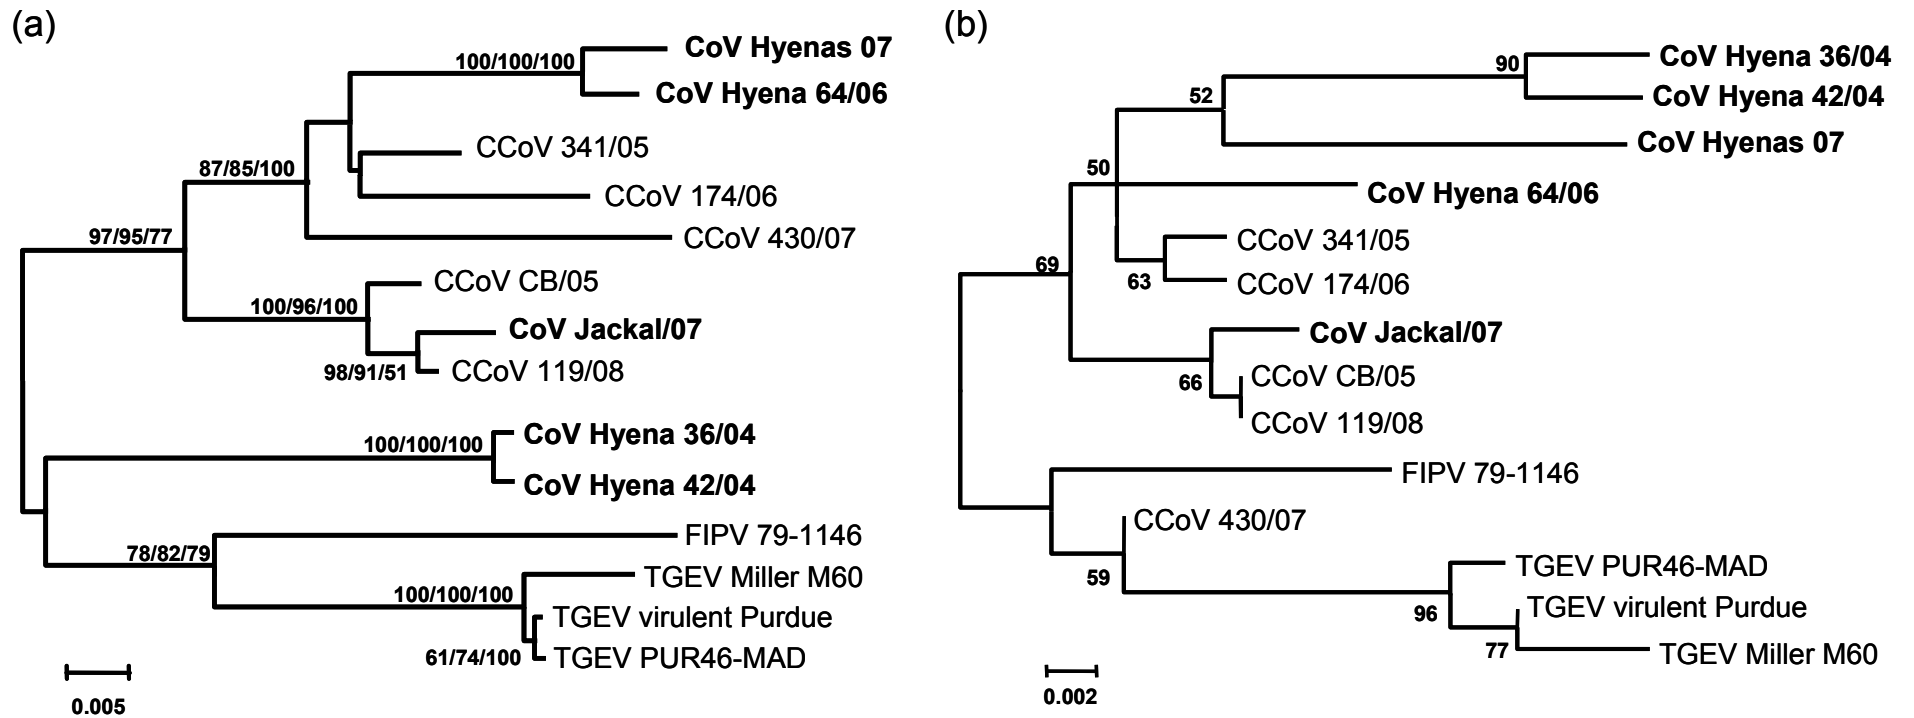 (a)
100/100/100
CoV Hyenas 07
CoV Hyena 64/06
CCoV 341/05
87/85/100
CCoV 174/06
97/95/77
CCoV 430/07
CCoV CB/05
100/96/100
CoV Jackal/07
98/91/51
CCoV 119/08
100/100/100
CoV Hyena 36/04
CoV Hyena 42/04
78/82/79
FIPV 79-1146
TGEV Miller M60
100/100/100
TGEV virulent Purdue
61/74/100
TGEV PUR46-MAD
0.005
(b)
90
CoV Hyena 36/04
52
CoV Hyena 42/04
CoV Hyenas 07
50
CoV Hyena 64/06
CCoV 341/05
69
63
CCoV 174/06
CoV Jackal/07
66
CCoV CB/05
CCoV 119/08
FIPV 79-1146
CCoV 430/07
59
TGEV PUR46-MAD
96
TGEV virulent Purdue
77
TGEV Miller M60
0.002